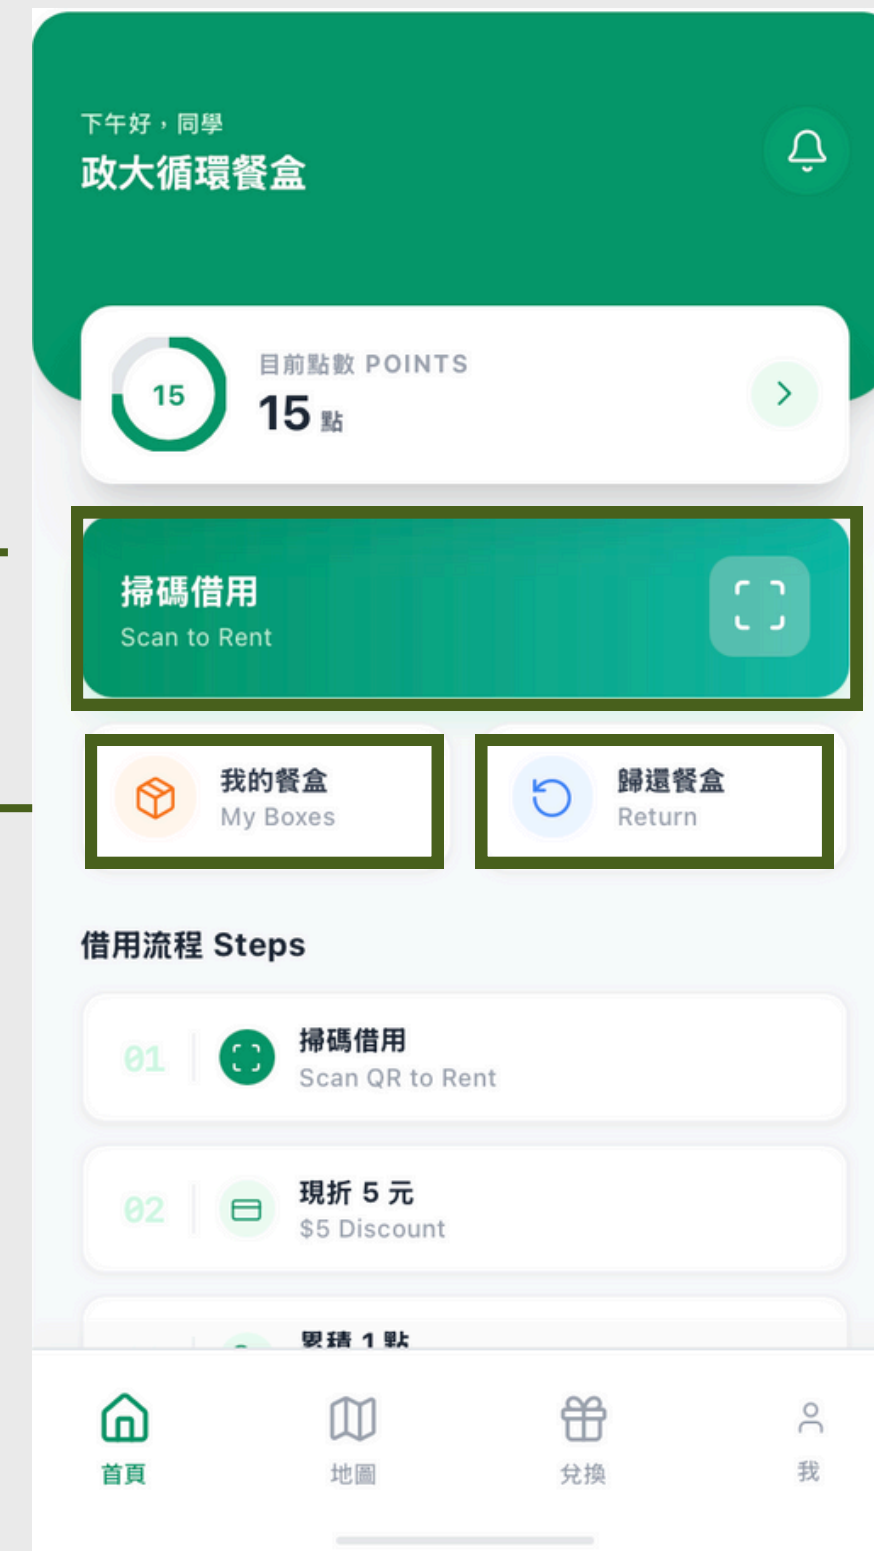 下午好，同學
政大循環餐盒
15
目前點數 POINTS
15 點
掃碼借用
Scan to Rent
我的餐盒
My Boxes
歸還餐盒
Return
借用流程 Steps
01
掃碼借用
Scan QR to Rent
02
現折 5 元
$5 Discount
累積 1 點
首頁
地圖
兌換
我